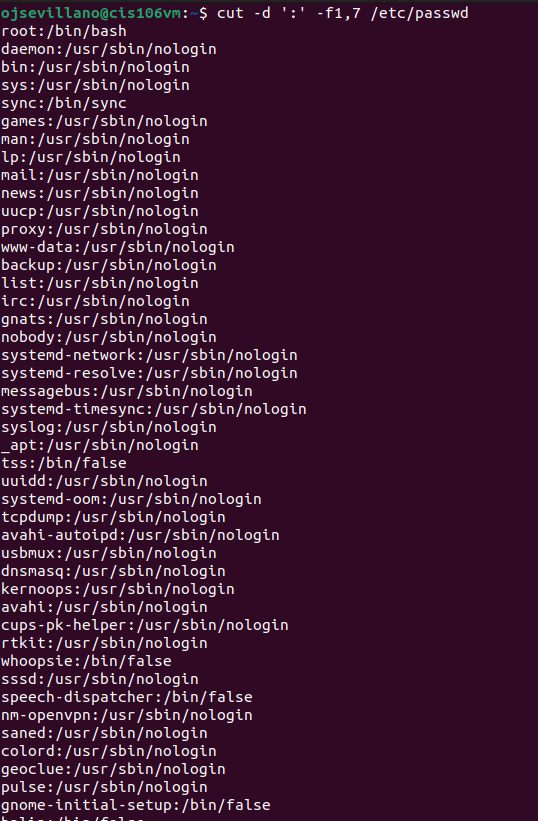 ojsevillano@cis106vm:~$ cut -d ':' -f1,7 /etc/passwd
root:/bin/bash
daemon:/usr/sbin/nologin
bin:/usr/sbin/nologin
sys:/usr/sbin/nologin
sync:/bin/sync
games:/usr/sbin/nologin
man:/usr/sbin/nologin
lp:/usr/sbin/nologin
mail:/usr/sbin/nologin
news:/usr/sbin/nologin
uucp:/usr/sbin/nologin
proxy:/usr/sbin/nologin
www-data:/usr/sbin/nologin
backup:/usr/sbin/nologin
list:/usr/sbin/nologin
irc:/usr/sbin/nologin
gnats:/usr/sbin/nologin
nobody:/usr/sbin/nologin
systemd-network:/usr/sbin/nologin
systemd-resolve:/usr/sbin/nologin
messagebus:/usr/sbin/nologin
systemd-timesync:/usr/sbin/nologin
syslog:/usr/sbin/nologin
_apt:/usr/sbin/nologin
tss:/bin/false
uuidd:/usr/sbin/nologin
systemd-oom:/usr/sbin/nologin
tcpdump:/usr/sbin/nologin
avahi-autoipd:/usr/sbin/nologin
usbmux:/usr/sbin/nologin
dnsmasq:/usr/sbin/nologin
kernoops:/usr/sbin/nologin
avahi:/usr/sbin/nologin
cups-pk-helper:/usr/sbin/nologin
rtkit:/usr/sbin/nologin
whoopsie:/bin/false
sssd:/usr/sbin/nologin
speech-dispatcher:/bin/false
nm-openvpn:/usr/sbin/nologin
saned:/usr/sbin/nologin
colord:/usr/sbin/nologin
geoclue:/usr/sbin/nologin
pulse:/usr/sbin/nologin
gnome-initial-setup:/bin/false